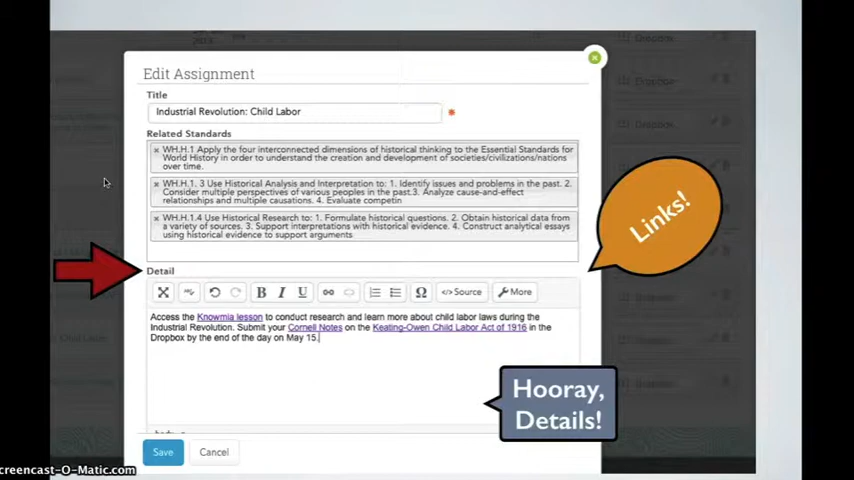 Edit Assignment
Title
Industrial Revolution: Child Labor
Related Standards
× WH.H.1 Apply the four interconnected dimensions of historical thinking to the Essential Standards for
World History in order to understand the creation and development of societies/civilizations/nations
over time.
× WH.H.1. 3 Use Historical Analysis and Interpretation to: 1. Identify issues and problems in the past. 2.
Consider multiple perspectives of various peoples in the past.3. Analyze cause-and-effect
relationships and multiple causations. 4. Evaluate competin
× WH.H.1.4 Use Historical Research to: 1. Formulate historical questions. 2. Obtain historical data from
a variety of sources. 3. Support interpretations with historical evidence. 4. Construct analytical essays
using historical evidence to support arguments
Links!
Detail
B I U Ω </> Source More
Access the Knowmia lesson to conduct research and learn more about child labor laws during the
Industrial Revolution. Submit your Cornell Notes on the Keating-Owen Child Labor Act of 1916 in the
Dropbox by the end of the day on May 15.
Hooray,
Details!
Save Cancel
creencast-O-Matic.com
Dropbox
Dropbox
Dropbox
Dropbox
Dropbox